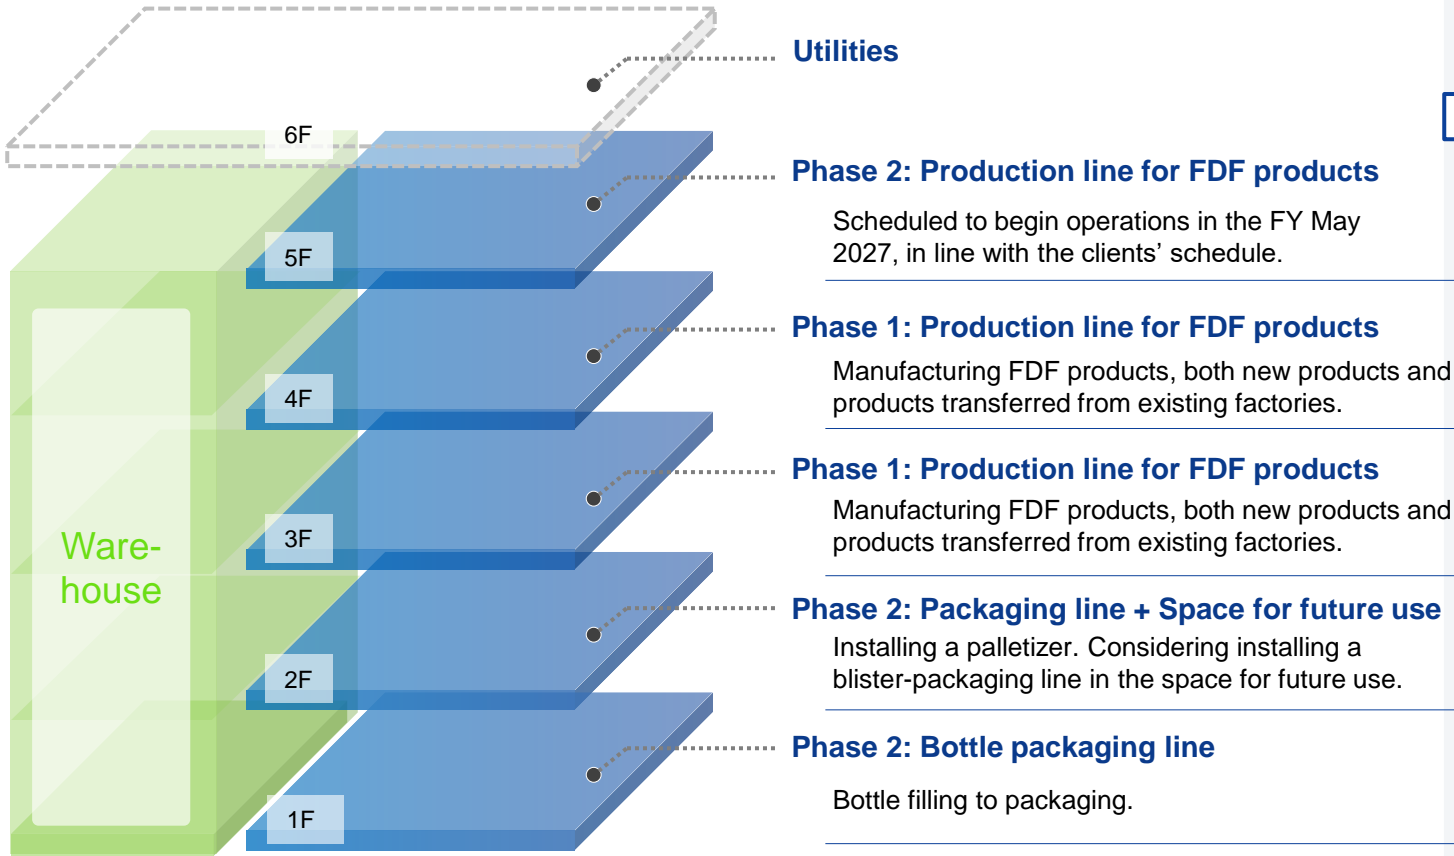 Utilities
6F
Phase 2: Production line for FDF products
Scheduled to begin operations in the FY May
2027, in line with the clients’ schedule.
5F
Phase 1: Production line for FDF products
Manufacturing FDF products, both new products and
products transferred from existing factories.
4F
Phase 1: Production line for FDF products
Manufacturing FDF products, both new products and
products transferred from existing factories.
3F
Ware-
house
Phase 2: Packaging line + Space for future use
Installing a palletizer. Considering installing a
blister-packaging line in the space for future use.
2F
Phase 2: Bottle packaging line
Bottle filling to packaging.
1F